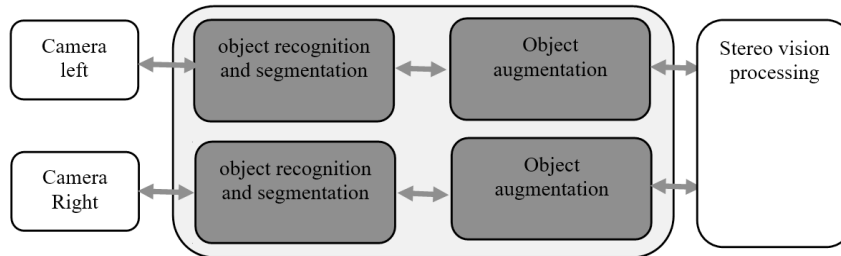 Camera
left
object recognition
and segmentation
Object
augmentation
Stereo vision
processing
Camera
Right
object recognition
and segmentation
Object
augmentation